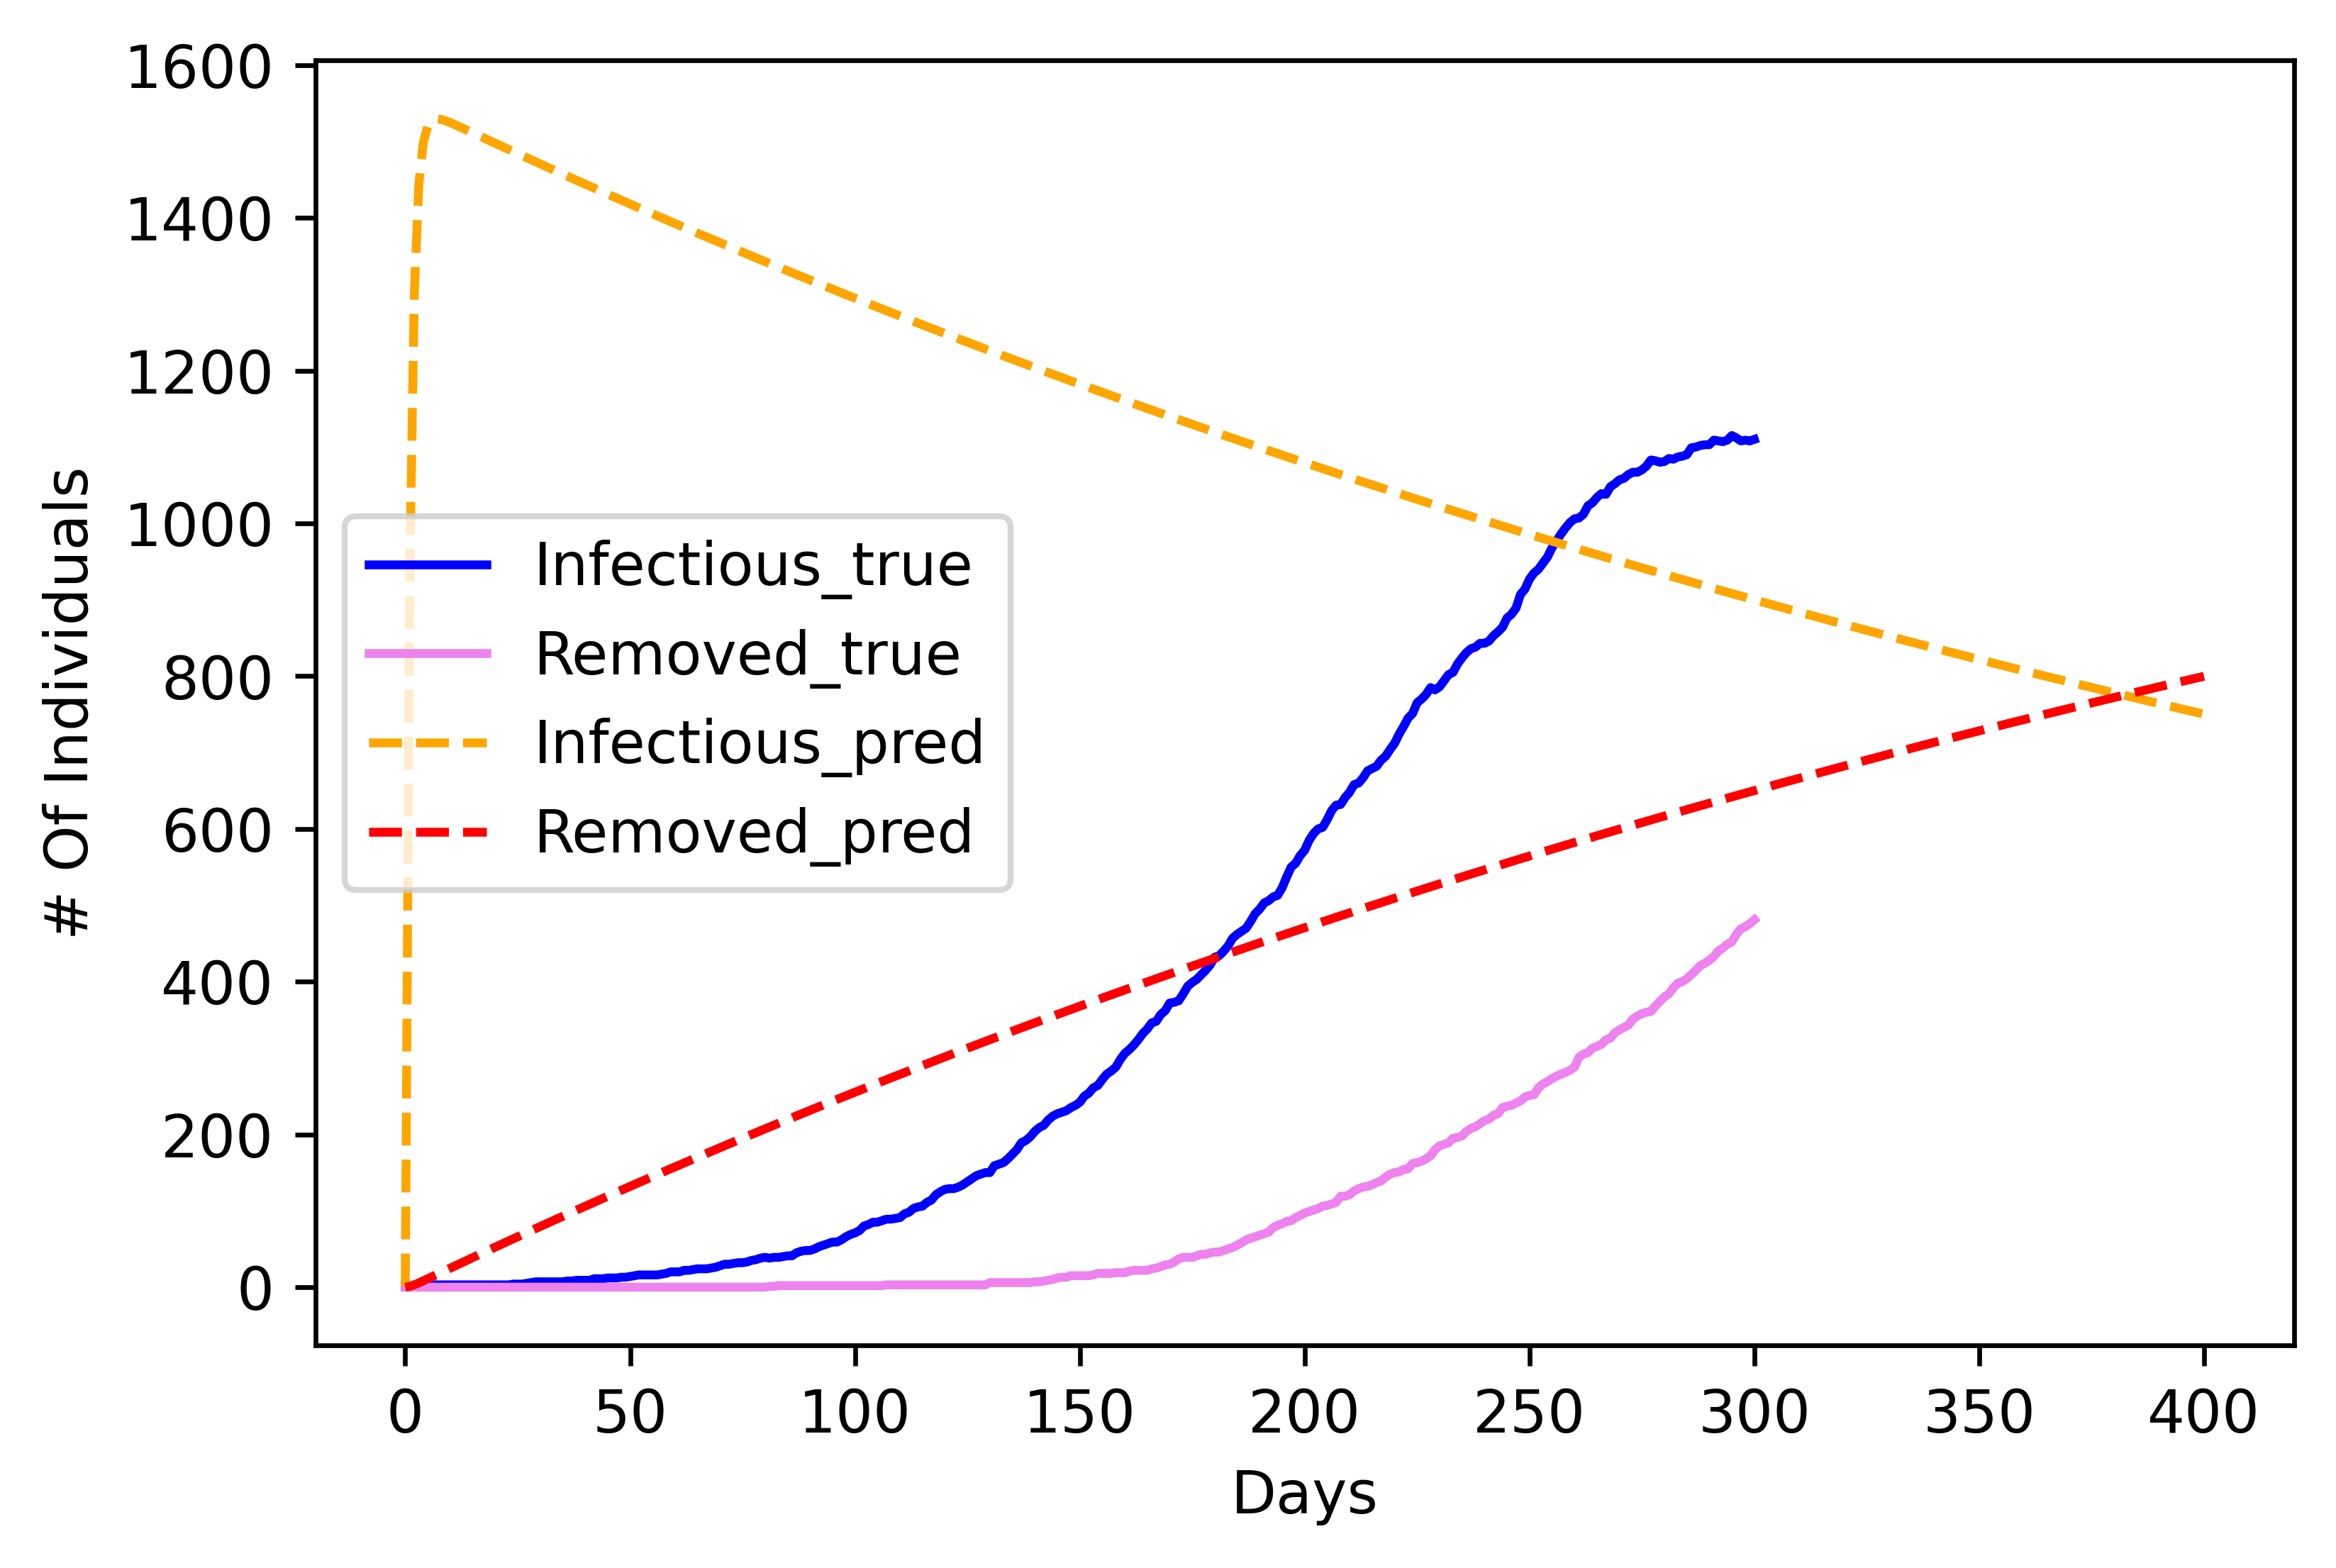 # Of Individuals
1600
1400
1200
1000
800
600
400
200
0
Infectious_true
Removed_true
Infectious_pred
Removed_pred
0 50 100 150 200 250 300 350 400
Days